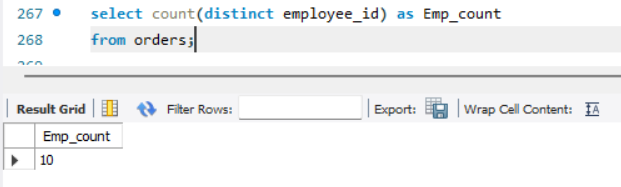 267 select count(distinct employee_id) as Emp_count
268 from orders;
Result Grid Filter Rows: Export: Wrap Cell Content: IA
Emp_count
10